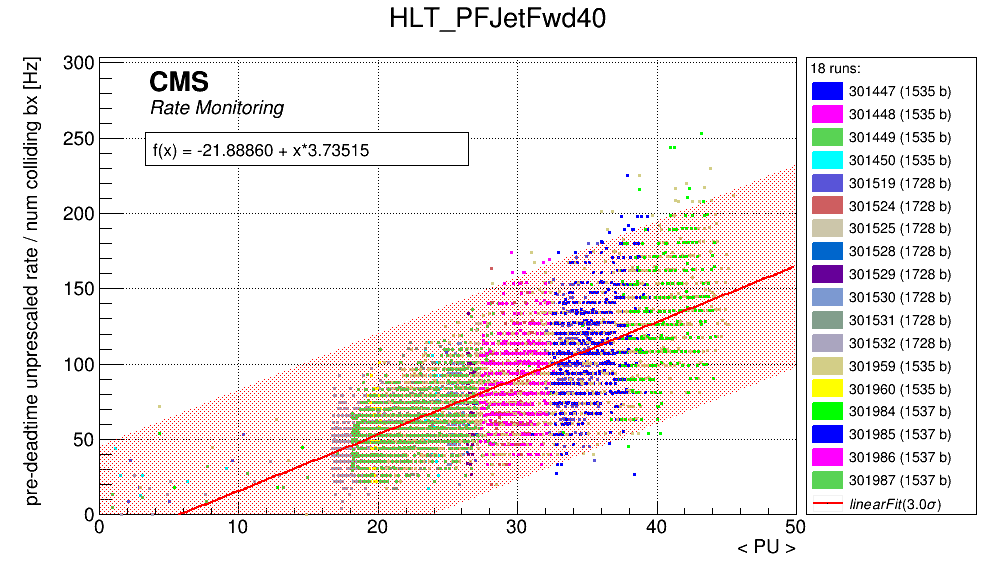 HLT_PFJetFwd40
pre-deadtime unprescaled rate / num colliding bx [Hz]
300
250
200
150
100
50
0
CMS
Rate Monitoring
f(x) = -21.88860 + x*3.73515
0 10 20 30 40 50
< PU >
18 runs:
301447 (1535 b)
301448 (1535 b)
301449 (1535 b)
301450 (1535 b)
301519 (1728 b)
301524 (1728 b)
301525 (1728 b)
301528 (1728 b)
301529 (1728 b)
301530 (1728 b)
301531 (1728 b)
301532 (1728 b)
301959 (1535 b)
301960 (1535 b)
301984 (1537 b)
301985 (1537 b)
301986 (1537 b)
301987 (1537 b)
linearFit(3.0σ)